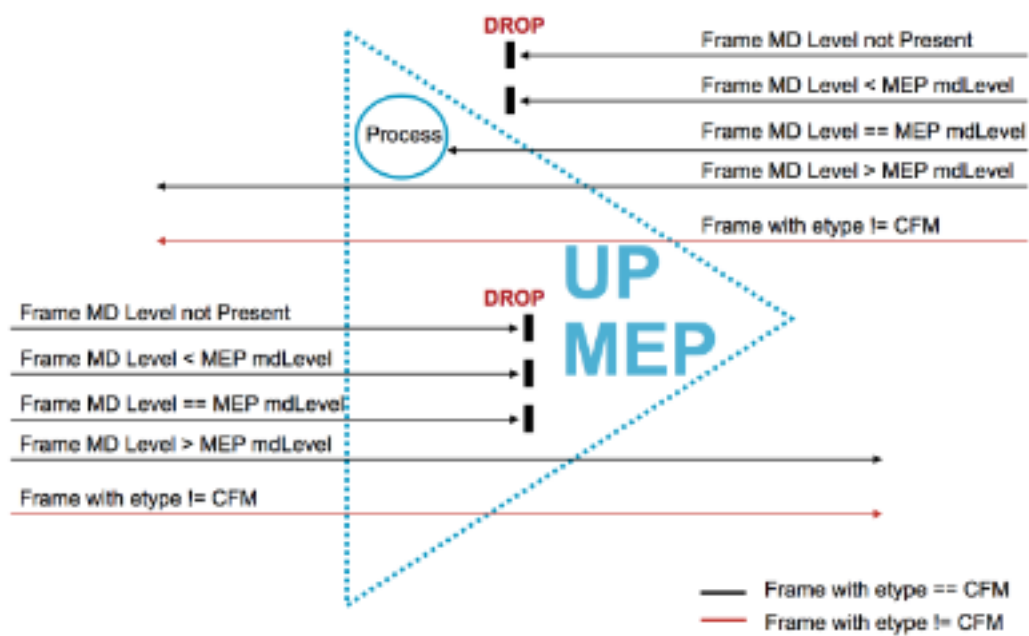 DROP
Frame MD Level not Present
Frame MD Level < MEP mdLevel
Process
Frame MD Level == MEP mdLevel
Frame MD Level > MEP mdLevel
Frame with etype != CFM
UP
MEP
DROP
Frame MD Level not Present
Frame MD Level < MEP mdLevel
Frame MD Level == MEP mdLevel
Frame MD Level > MEP mdLevel
Frame with etype != CFM
Frame with etype == CFM
Frame with etype != CFM